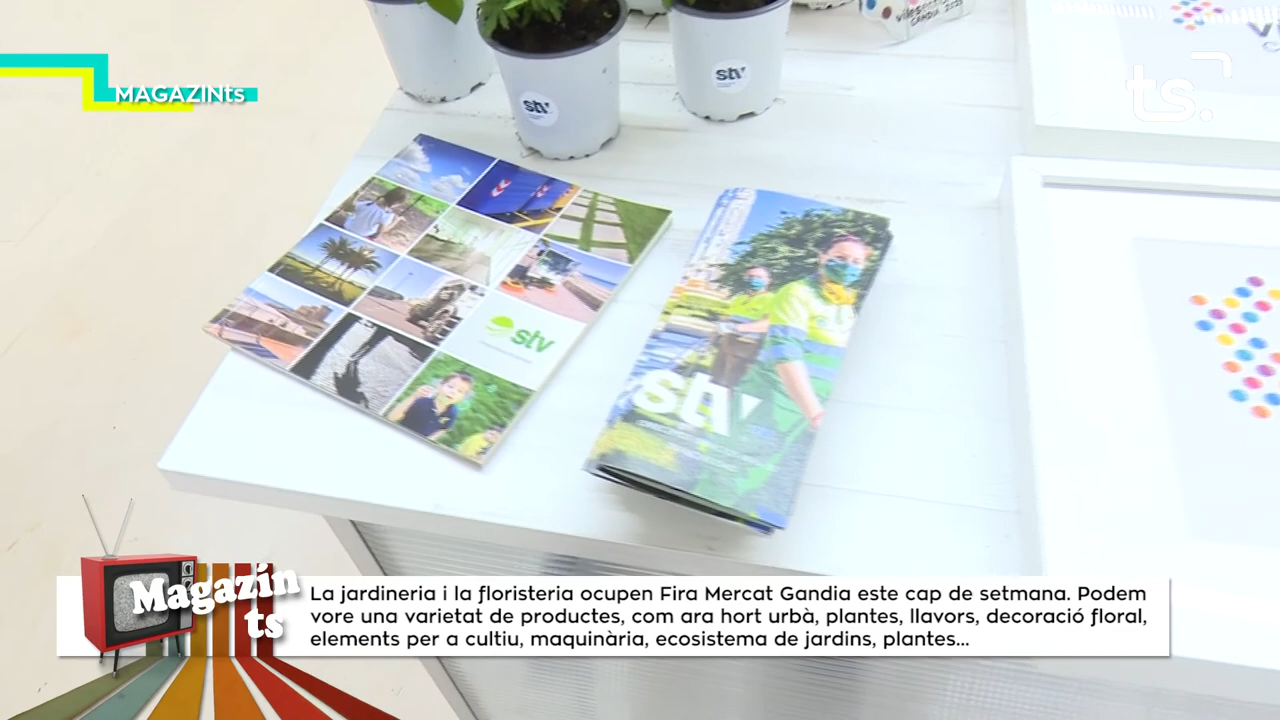 GANDIA
stv
stv
MAGAZINts
ts.
stv
stv
Magazin
ts
La jardineria i la floristeria ocupen Fira Mercat Gandia este cap de setmana. Podem
vore una varietat de productes, com ara hort urbà, plantes, llavors, decoració floral,
elements per a cultiu, maquinària, ecosistema de jardins, plantes...